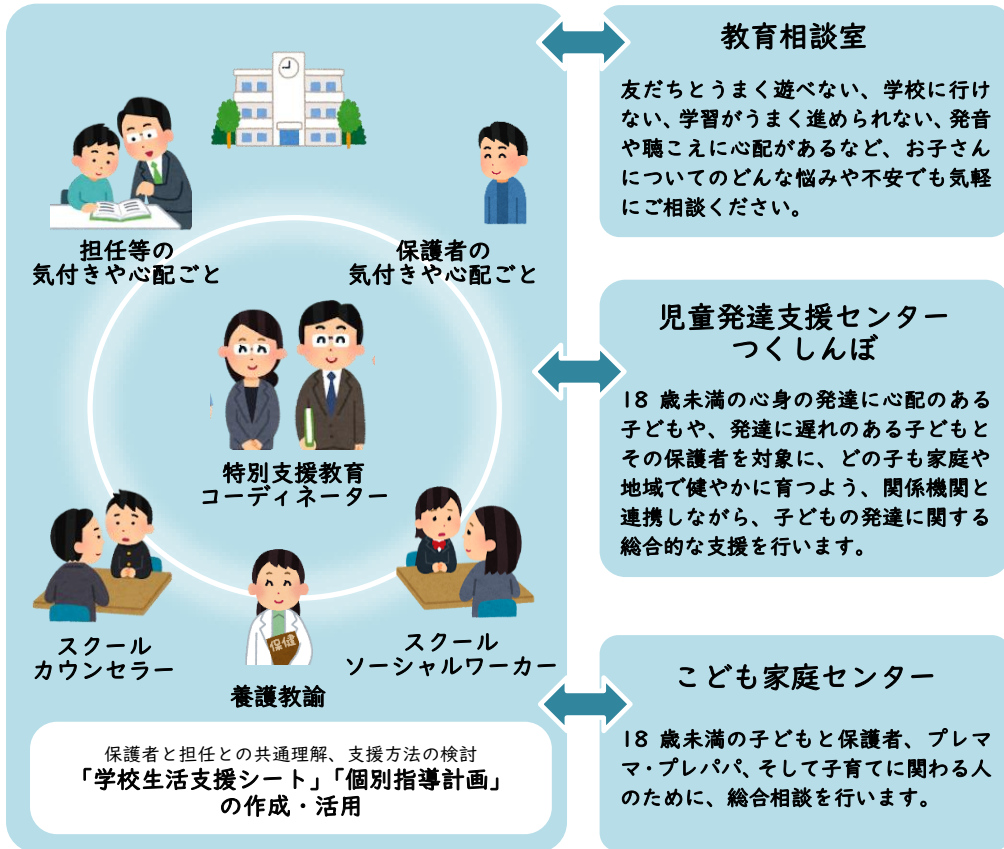 担任等の
気付きや心配ごと
保護者の
気付きや心配ごと
特別支援教育
コーディネーター
スクール
カウンセラー
保健
養護教諭
スクール
ソーシャルワーカー
保護者と担任との共通理解、支援方法の検討
「学校生活支援シート」「個別指導計画」
の作成・活用
教育相談室
友だちとうまく遊べない、学校に行け
ない、学習がうまく進められない、発音
や聴こえに心配があるなど、お子さん
についてのどんな悩みや不安でも気軽
にご相談ください。
児童発達支援センター
つくしんぼ
18 歳未満の心身の発達に心配のある
子どもや、発達に遅れのある子どもと
その保護者を対象に、どの子も家庭や
地域で健やかに育つよう、関係機関と
連携しながら、子どもの発達に関する
総合的な支援を行います。
こども家庭センター
18 歳未満の子どもと保護者、プレマ
マ・プレパパ、そして子育てに関わる人
のために、総合相談を行います。